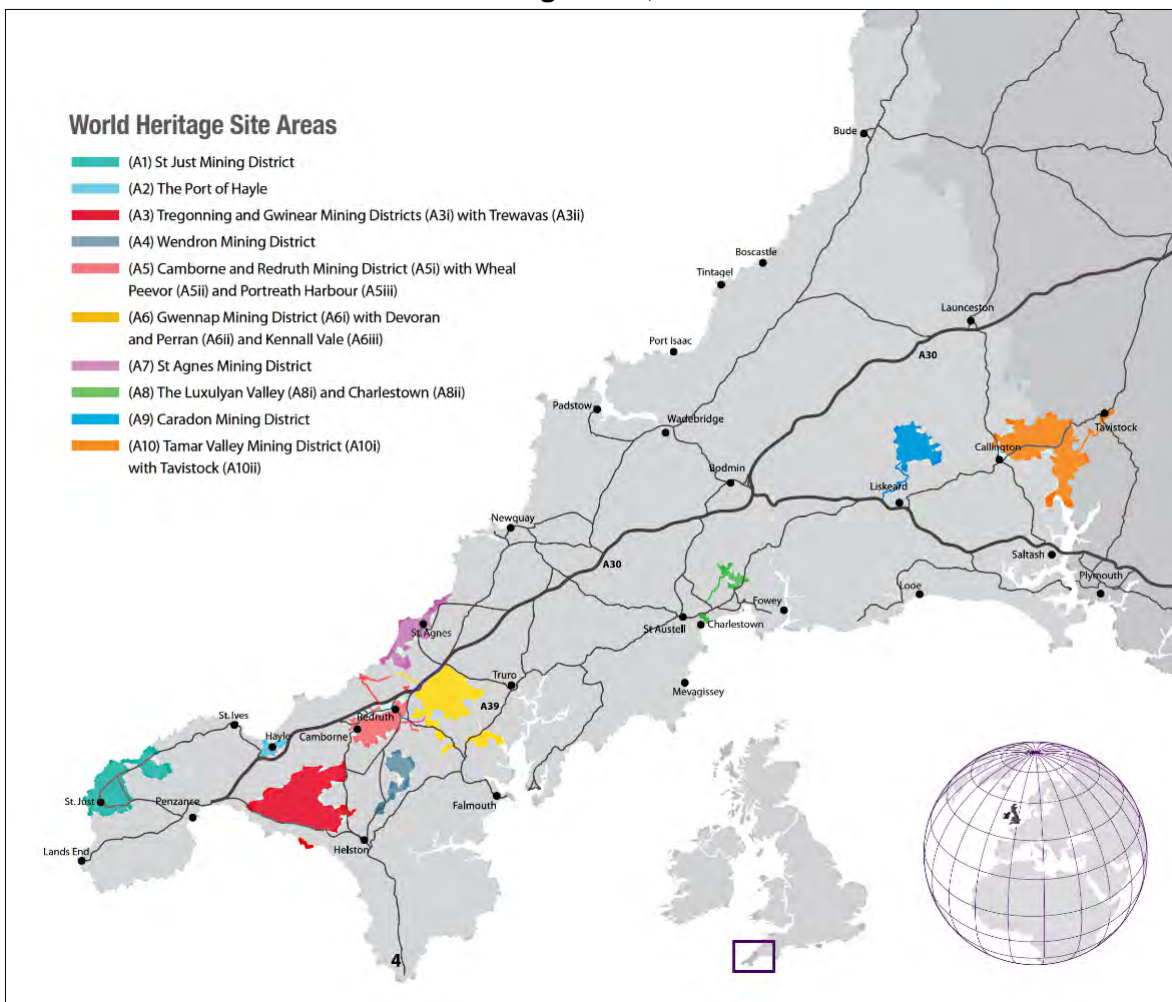 World Heritage Site Areas
(A1) St Just Mining District
(A2) The Port of Hayle
(A3) Tregonning and Gwinear Mining Districts (A3i) with Trewavas (A3ii)
(A4) Wendron Mining District
(A5) Camborne and Redruth Mining District (A5i) with Wheal
Peevor (A5ii) and Portreath Harbour (A5iii)
(A6) Gwennap Mining District (A6i) with Devoran
and Perran (A6ii) and Kennall Vale (A6iii)
(A7) St Agnes Mining District
(A8) The Luxulyan Valley (A8i) and Charlestown (A8ii)
(A9) Caradon Mining District
(A10) Tamar Valley Mining District (A10i)
with Tavistock (A10ii)
Bude
Boscastle
Tintagel
Launceston
Port Isaac
A30
Padstow
Wadebridge
Tavistock
Callington
Bodmin
Liskeard
Newquay
Saltash
A30
Plymouth
Looe
Fowey
St Austell
Charlestown
St. Agnes
Truro
Mevagissey
A39
Redruth
St. Ives
Hayle
Camborne
St. Just
Penzance
Falmouth
Helston
Lands End
4